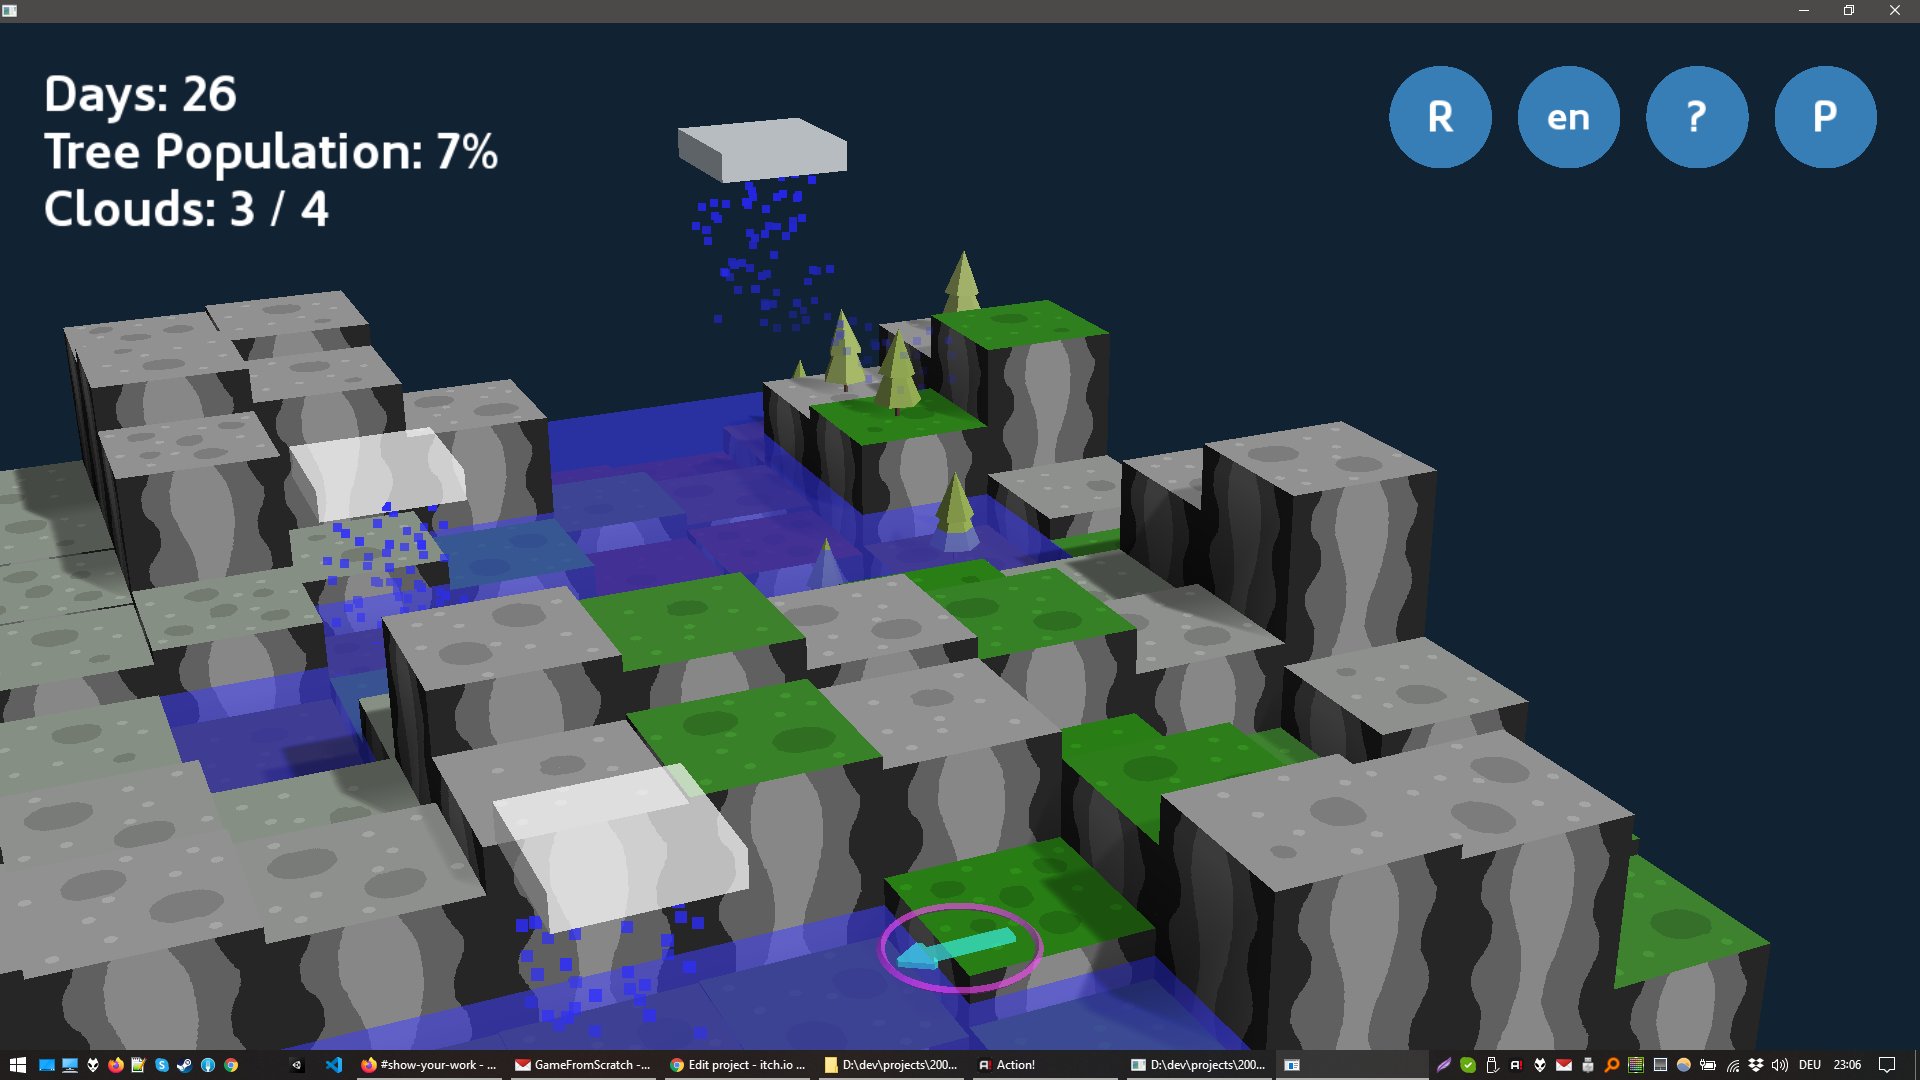 Days: 26
Tree Population: 7%
Clouds: 3 / 4
R en ? P
#show-your-work - ... GameFromScratch -... Edit project - itch.io ... D:\dev\projects\200... Action! D:\dev\projects\200... DEU 23:06